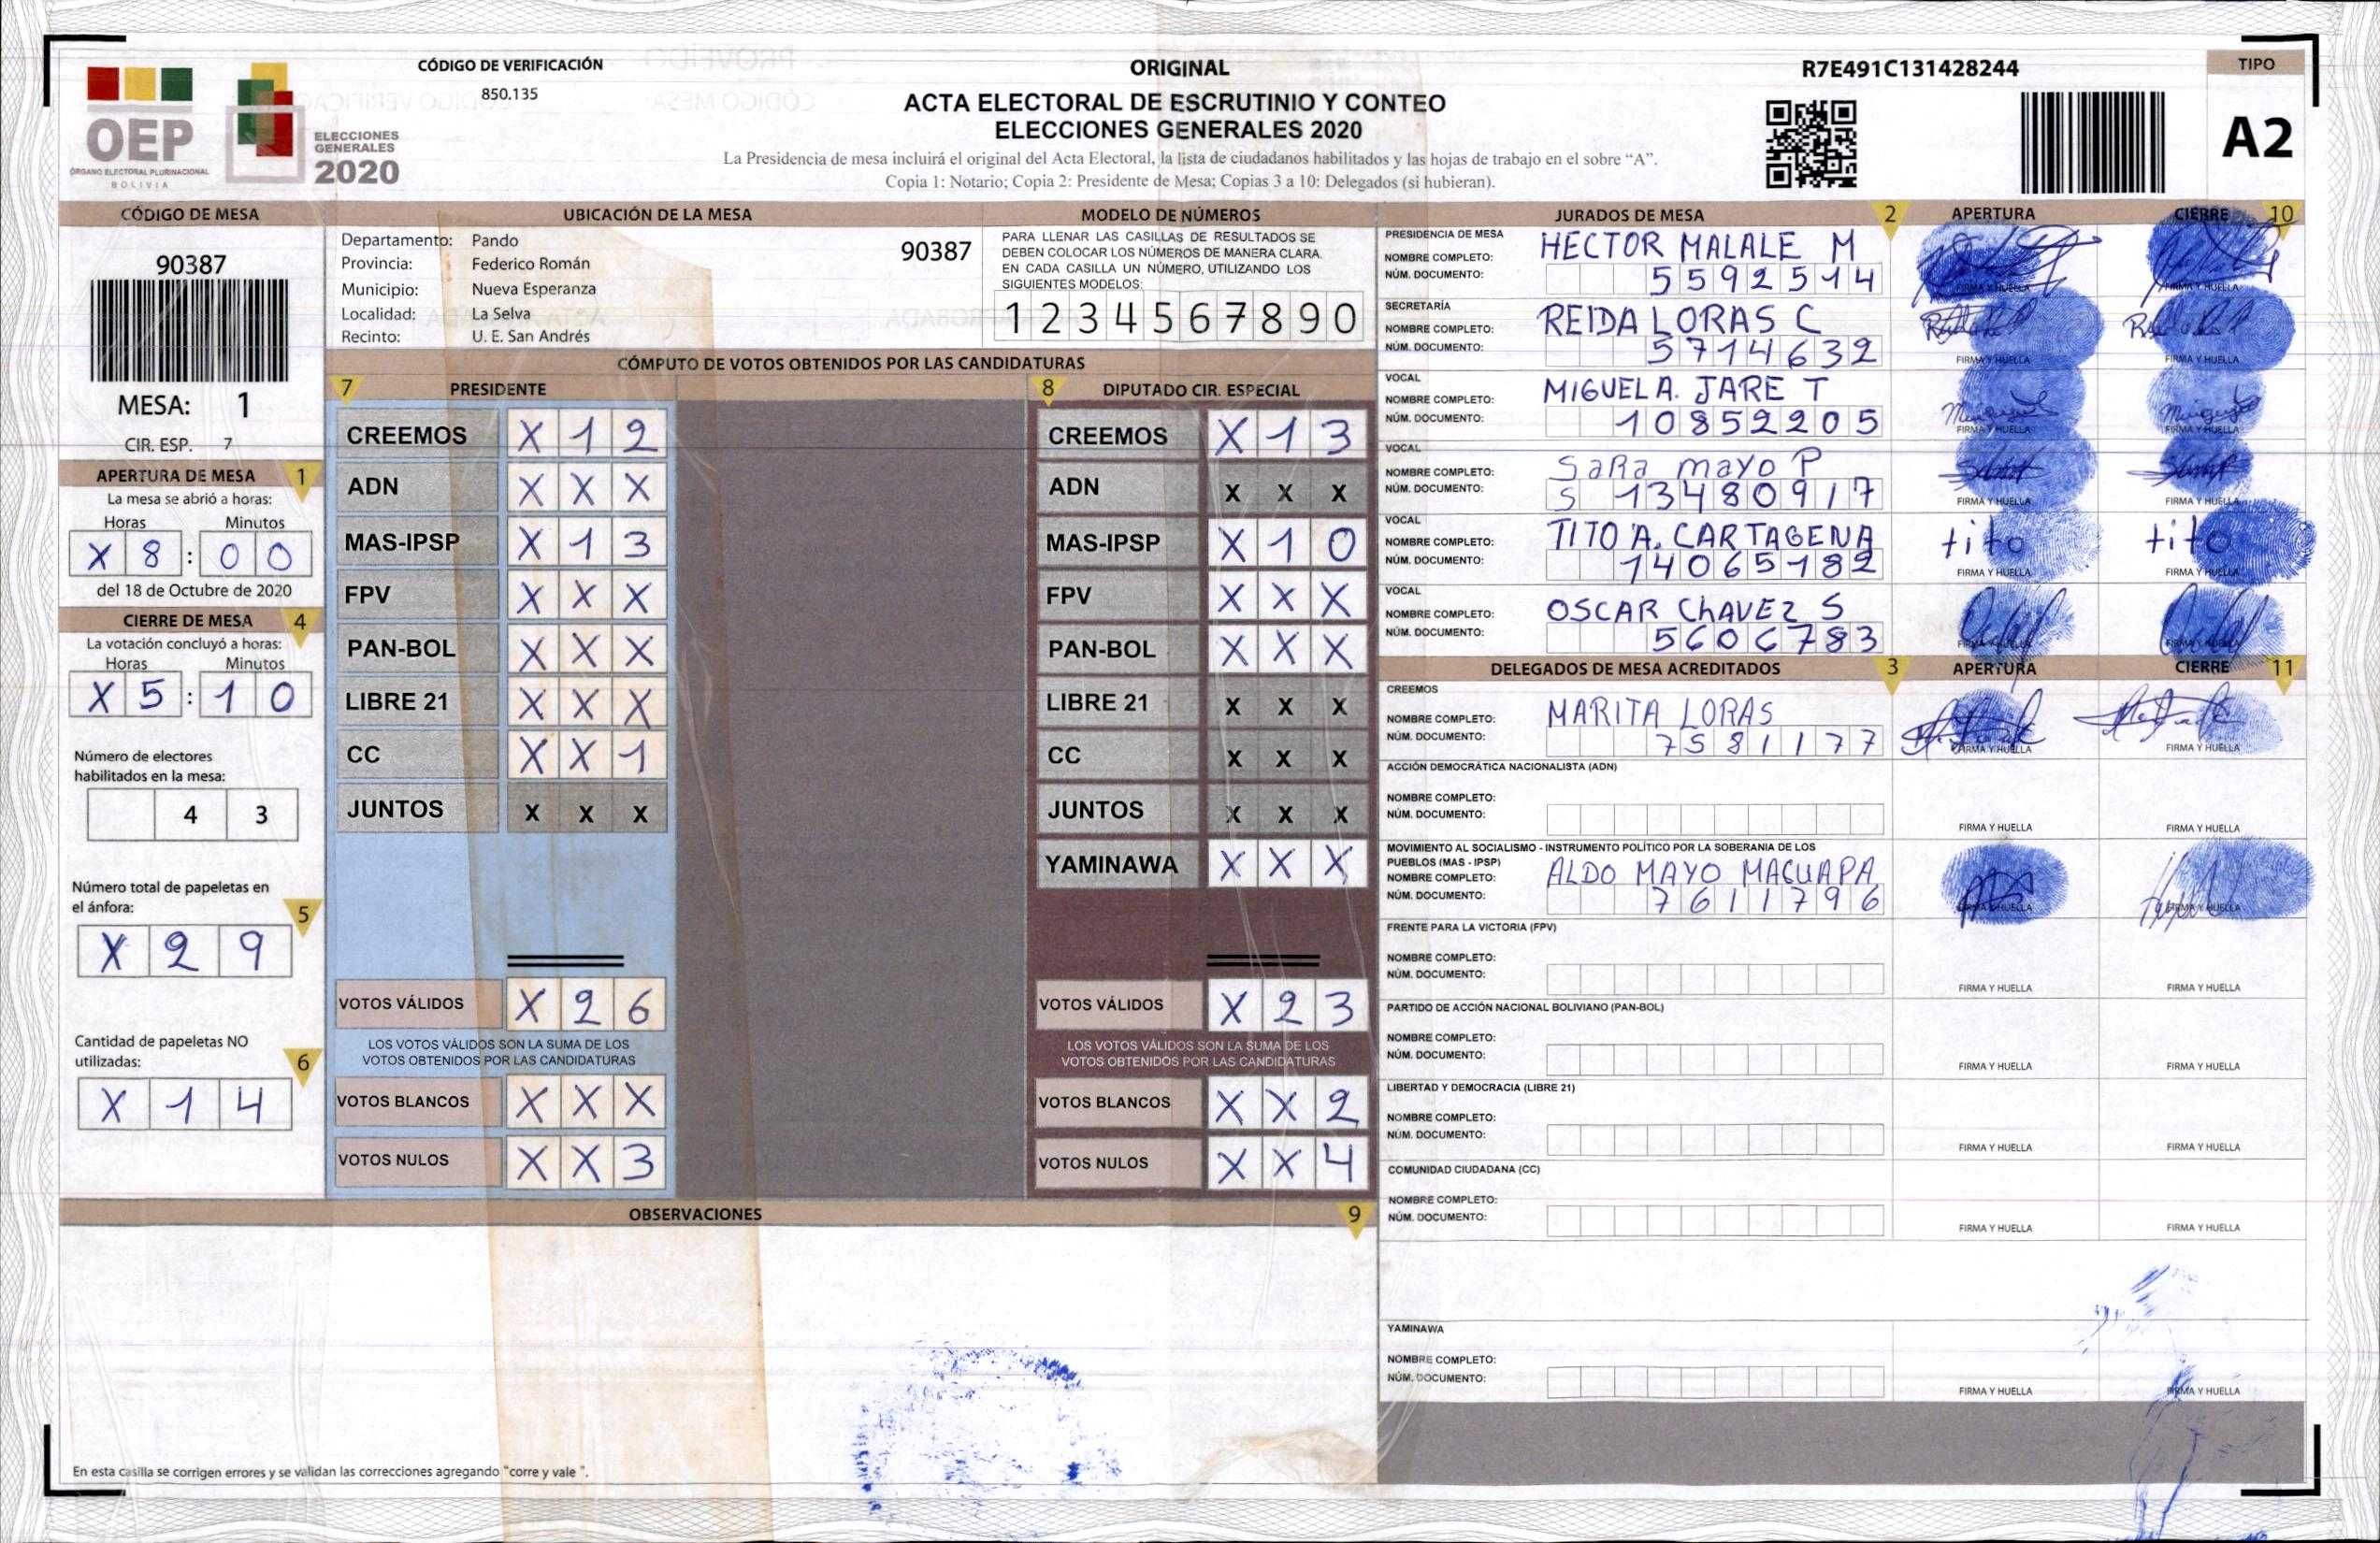 CÓDIGO DE VERIFICACIÓN
850.135
OEP
ÓRGANO ELECTORAL PLURINACIONAL
BOLIVIA
ELECCIONES
GENERALES
2020
ORIGINAL
ACTA ELECTORAL DE ESCRUTINIO Y CONTEO
ELECCIONES GENERALES 2020
La Presidencia de mesa incluirá el original del Acta Electoral, la lista de ciudadanos habilitados y las hojas de trabajo en el sobre “A”.
Copia 1: Notario; Copia 2: Presidente de Mesa; Copias 3 a 10: Delegados (si hubieran).
R7E491C131428244
TIPO
A2
CÓDIGO DE MESA
90387
MESA: 1
CIR. ESP. 7
APERTURA DE MESA 1
La mesa se abrió a horas:
Horas Minutos
X 8 : 0 0
del 18 de Octubre de 2020
CIERRE DE MESA 4
La votación concluyó a horas:
Horas Minutos
X 5 : 1 0
Número de electores
habilitados en la mesa:
4 3
Número total de papeletas en
el ánfora:
5
X 2 9
Cantidad de papeletas NO
utilizadas:
6
X 1 4
UBICACIÓN DE LA MESA
Departamento: Pando
Provincia: Federico Román
Municipio: Nueva Esperanza
Localidad: La Selva
Recinto: U. E. San Andrés
90387
MODELO DE NÚMEROS
PARA LLENAR LAS CASILLAS DE RESULTADOS SE
DEBEN COLOCAR LOS NÚMEROS DE MANERA CLARA.
EN CADA CASILLA UN NÚMERO, UTILIZANDO LOS
SIGUIENTES MODELOS:
1 2 3 4 5 6 7 8 9 0
CÓMPUTO DE VOTOS OBTENIDOS POR LAS CANDIDATURAS
7 PRESIDENTE
CREEMOS X 1 2
ADN X X X
MAS-IPSP X 1 3
FPV X X X
PAN-BOL X X X
LIBRE 21 X X X
CC X X 1
JUNTOS X X X
VOTOS VÁLIDOS X 2 6
LOS VOTOS VÁLIDOS SON LA SUMA DE LOS
VOTOS OBTENIDOS POR LAS CANDIDATURAS
VOTOS BLANCOS X X X
VOTOS NULOS X X 3
8 DIPUTADO CIR. ESPECIAL
CREEMOS X 1 3
ADN X X X
MAS-IPSP X 1 0
FPV X X X
PAN-BOL X X X
LIBRE 21 X X X
CC X X X
JUNTOS X X X
YAMINAWA X X X
VOTOS VÁLIDOS X 2 3
LOS VOTOS VÁLIDOS SON LA SUMA DE LOS
VOTOS OBTENIDOS POR LAS CANDIDATURAS
VOTOS BLANCOS X X 2
VOTOS NULOS X X 4
OBSERVACIONES 9
En esta casilla se corrigen errores y se validan las correcciones agregando "corre y vale ".
JURADOS DE MESA 2 APERTURA CIERRE 10
PRESIDENCIA DE MESA
NOMBRE COMPLETO: HECTOR MALALE M
NÚM. DOCUMENTO: 5592514
FIRMA Y HUELLA FIRMA Y HUELLA
SECRETARÍA
NOMBRE COMPLETO: REIDA LORAS C
NÚM. DOCUMENTO: 5714632
FIRMA Y HUELLA FIRMA Y HUELLA
VOCAL
NOMBRE COMPLETO: MIGUEL A. JARE T
NÚM. DOCUMENTO: 10852205
FIRMA Y HUELLA FIRMA Y HUELLA
VOCAL
NOMBRE COMPLETO: SaRa mayo P
NÚM. DOCUMENTO: S 13480917
FIRMA Y HUELLA FIRMA Y HUELLA
VOCAL
NOMBRE COMPLETO: TITO A. CARTAGENA
NÚM. DOCUMENTO: 14065182
tito tito
FIRMA Y HUELLA FIRMA Y HUELLA
VOCAL
NOMBRE COMPLETO: OSCAR ChAVEZ S
NÚM. DOCUMENTO: 5606783
FIRMA Y HUELLA FIRMA Y HUELLA
DELEGADOS DE MESA ACREDITADOS 3 APERTURA CIERRE 11
CREEMOS
NOMBRE COMPLETO: MARITA LORAS
NÚM. DOCUMENTO: 7581177
FIRMA Y HUELLA FIRMA Y HUELLA
ACCIÓN DEMOCRÁTICA NACIONALISTA (ADN)
NOMBRE COMPLETO:
NÚM. DOCUMENTO:
FIRMA Y HUELLA FIRMA Y HUELLA
MOVIMIENTO AL SOCIALISMO - INSTRUMENTO POLÍTICO POR LA SOBERANIA DE LOS
PUEBLOS (MAS - IPSP)
NOMBRE COMPLETO: ALDO MAYO MAGUAPA
NÚM. DOCUMENTO: 7611796
FIRMA Y HUELLA FIRMA Y HUELLA
FRENTE PARA LA VICTORIA (FPV)
NOMBRE COMPLETO:
NÚM. DOCUMENTO:
FIRMA Y HUELLA FIRMA Y HUELLA
PARTIDO DE ACCIÓN NACIONAL BOLIVIANO (PAN-BOL)
NOMBRE COMPLETO:
NÚM. DOCUMENTO:
FIRMA Y HUELLA FIRMA Y HUELLA
LIBERTAD Y DEMOCRACIA (LIBRE 21)
NOMBRE COMPLETO:
NÚM. DOCUMENTO:
FIRMA Y HUELLA FIRMA Y HUELLA
COMUNIDAD CIUDADANA (CC)
NOMBRE COMPLETO:
NÚM. DOCUMENTO:
FIRMA Y HUELLA FIRMA Y HUELLA
YAMINAWA
NOMBRE COMPLETO:
NÚM. DOCUMENTO:
FIRMA Y HUELLA FIRMA Y HUELLA